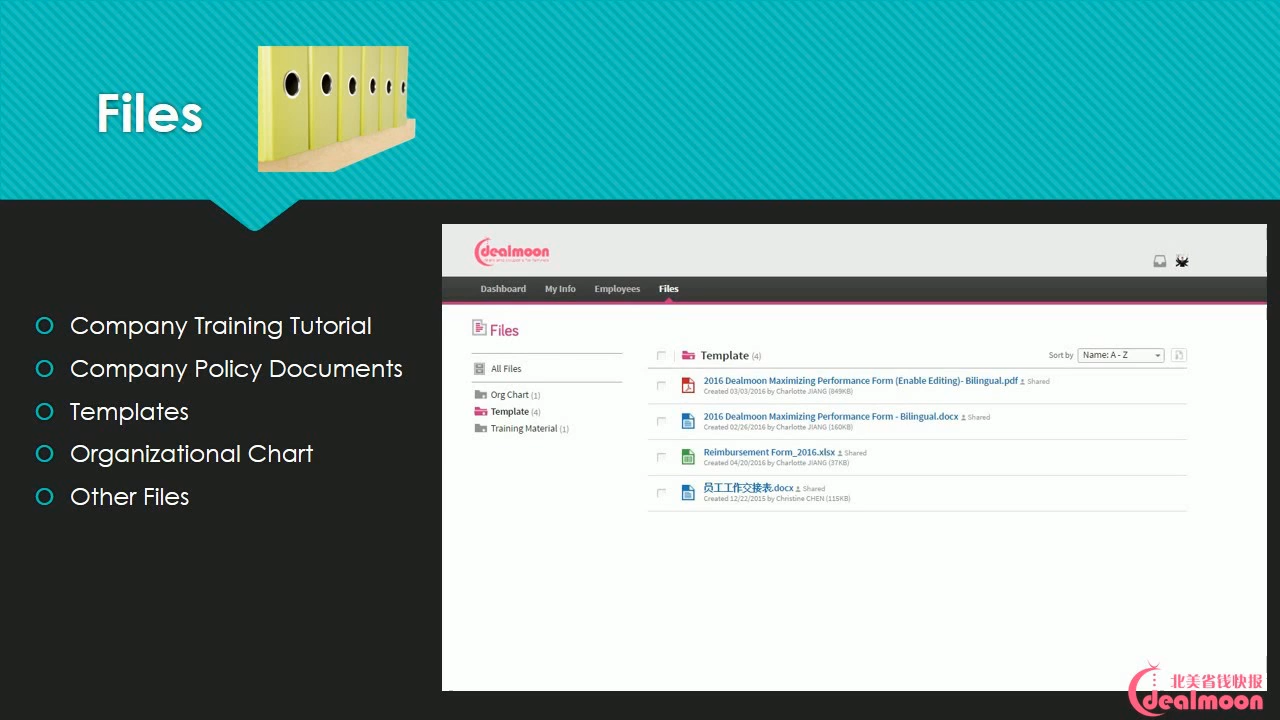 Files
Company Training Tutorial
Company Policy Documents
Templates
Organizational Chart
Other Files
dealmoon
Dashboard My Info Employees Files
Files
All Files
Org Chart (1)
Template (4)
Training Material (1)
Template (4)
Sort by Name: A - Z
2016 Dealmoon Maximizing Performance Form (Enable Editing)- Bilingual.pdf Shared
Created 03/03/2016 by Charlotte JIANG (849KB)
2016 Dealmoon Maximizing Performance Form - Bilingual.docx Shared
Created 02/26/2016 by Charlotte JIANG (160KB)
Reimbursement Form_2016.xlsx Shared
Created 04/20/2016 by Charlotte JIANG (37KB)
员工工作交接表.docx Shared
Created 12/22/2015 by Christine CHEN (115KB)
北美省钱快报
dealmoon